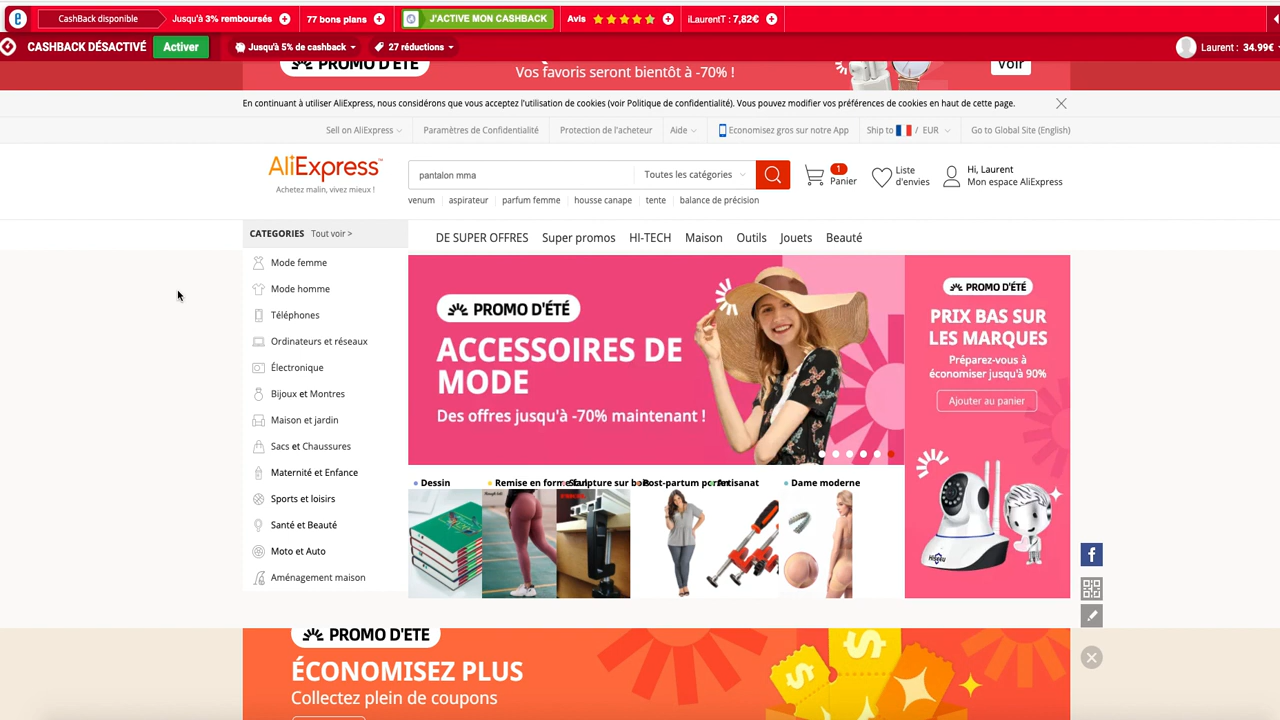 CashBack disponible
Jusqu'à 3% remboursés
77 bons plans
J'ACTIVE MON CASHBACK
Avis
iLaurentT : 7,82€
CASHBACK DÉSACTIVÉ
Activer
Jusqu'à 5% de cashback
27 réductions
Laurent : 34.99€
PROMO D'ÉTÉ
Vos favoris seront bientôt à -70% !
Voir
En continuant à utiliser AliExpress, nous considérons que vous acceptez l'utilisation de cookies (voir Politique de confidentialité). Vous pouvez modifier vos préférences de cookies en haut de cette page.
Sell on AliExpress
Paramètres de Confidentialité
Protection de l'acheteur
Aide
Economisez gros sur notre App
Ship to / EUR
Go to Global Site (English)
AliExpress™
Achetez malin, vivez mieux !
pantalon mma
Toutes les catégories
1
Panier
Liste
d'envies
Hi, Laurent
Mon espace AliExpress
venum
aspirateur
parfum femme
housse canape
tente
balance de précision
CATEGORIES Tout voir >
DE SUPER OFFRES
Super promos
HI-TECH
Maison
Outils
Jouets
Beauté
Mode femme
Mode homme
Téléphones
Ordinateurs et réseaux
Électronique
Bijoux et Montres
Maison et jardin
Sacs et Chaussures
Maternité et Enfance
Sports et loisirs
Santé et Beauté
Moto et Auto
Aménagement maison
PROMO D'ÉTÉ
ACCESSOIRES DE
MODE
Des offres jusqu'à -70% maintenant !
PROMO D'ÉTÉ
PRIX BAS SUR
LES MARQUES
Préparez-vous à
économiser jusqu'à 90%
Ajouter au panier
Dessin
Remise en forme
Sculpture sur bois
Post-partum
Artisanat
Dame moderne
PROMO D'ÉTÉ
ÉCONOMISEZ PLUS
Collectez plein de coupons